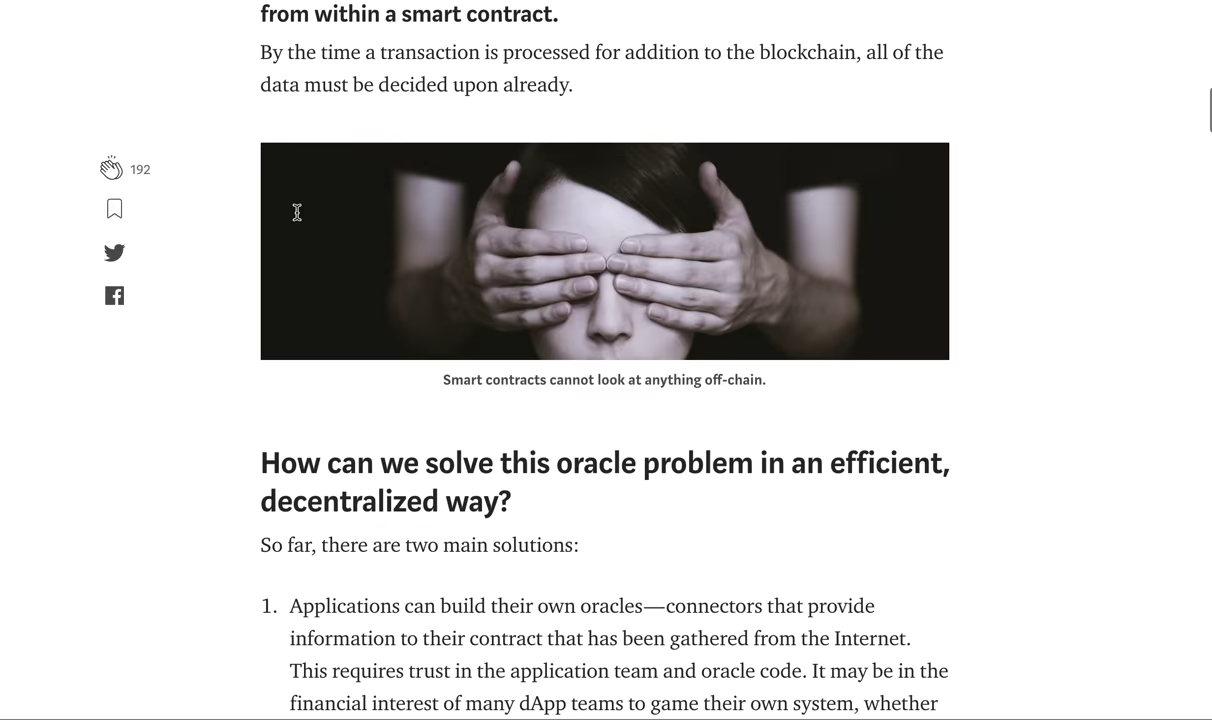 from within a smart contract.
By the time a transaction is processed for addition to the blockchain, all of the
data must be decided upon already.
192
Smart contracts cannot look at anything off-chain.
How can we solve this oracle problem in an efficient,
decentralized way?
So far, there are two main solutions:
1. Applications can build their own oracles—connectors that provide
information to their contract that has been gathered from the Internet.
This requires trust in the application team and oracle code. It may be in the
financial interest of many dApp teams to game their own system, whether